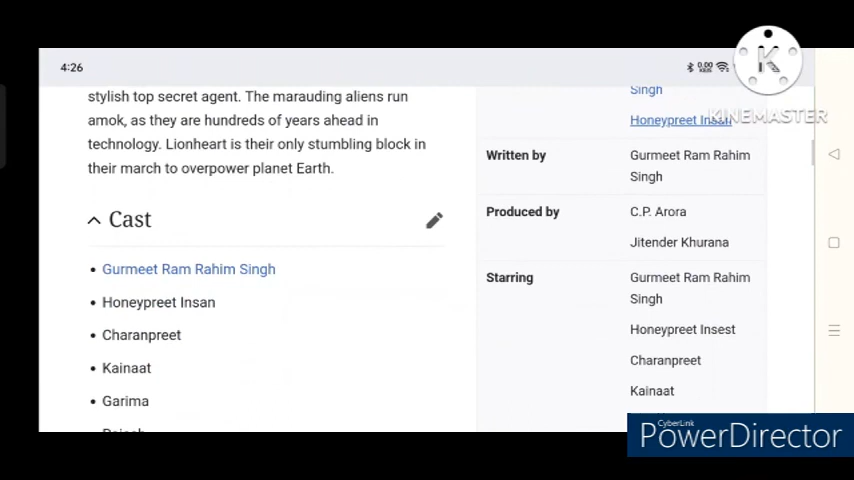 4:26
0.00
KB/s
K
KINEMASTER
stylish top secret agent. The marauding aliens run
amok, as they are hundreds of years ahead in
technology. Lionheart is their only stumbling block in
their march to overpower planet Earth.
Cast
• Gurmeet Ram Rahim Singh
• Honeypreet Insan
• Charanpreet
• Kainaat
• Garima
Singh
Honeypreet Insan
Written by
Gurmeet Ram Rahim
Singh
Produced by
C.P. Arora
Jitender Khurana
Starring
Gurmeet Ram Rahim
Singh
Honeypreet Insest
Charanpreet
Kainaat
CyberLink
PowerDirector